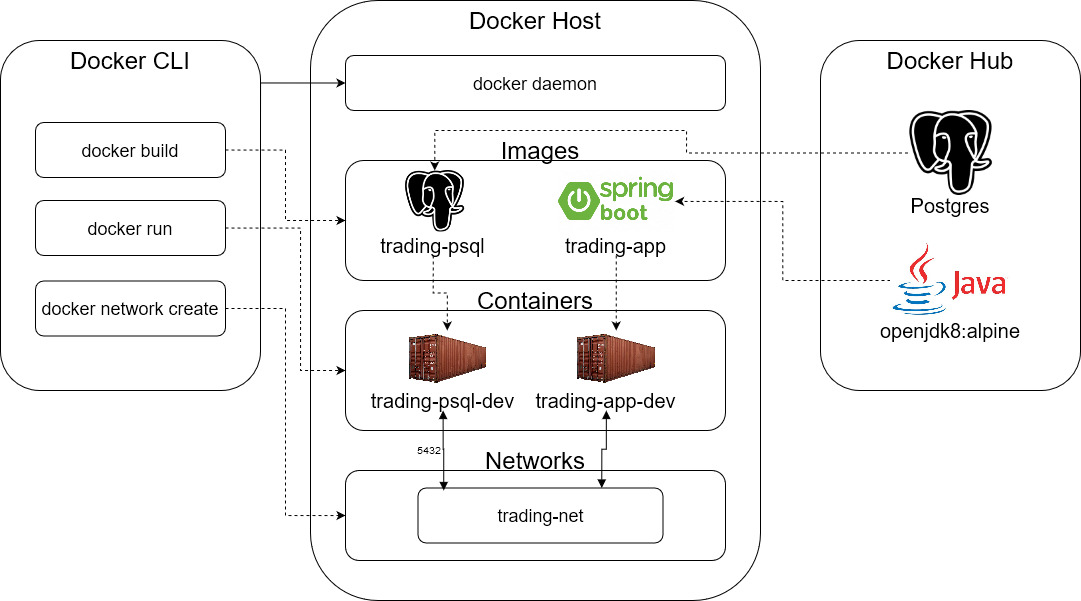 Docker CLI
docker build
docker run
docker network create
Docker Host
docker daemon
Images
trading-psql
spring
boot
trading-app
Containers
trading-psql-dev
trading-app-dev
5432
Networks
trading-net
Docker Hub
Postgres
Java
openjdk8:alpine